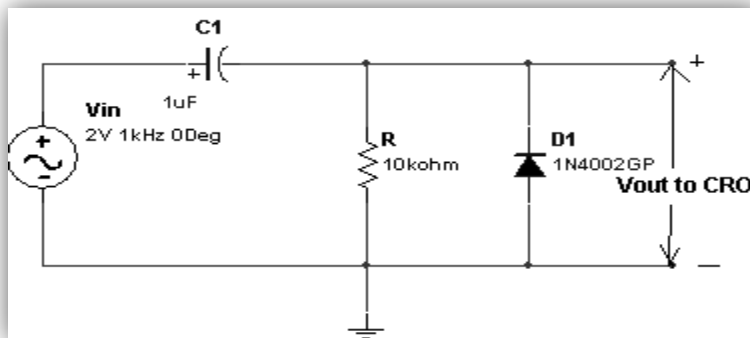 C1
+
1uF
Vin
2V 1kHz 0Deg
+
-
R
10kohm
D1
1N4002GP
+
Vout to CRO
—